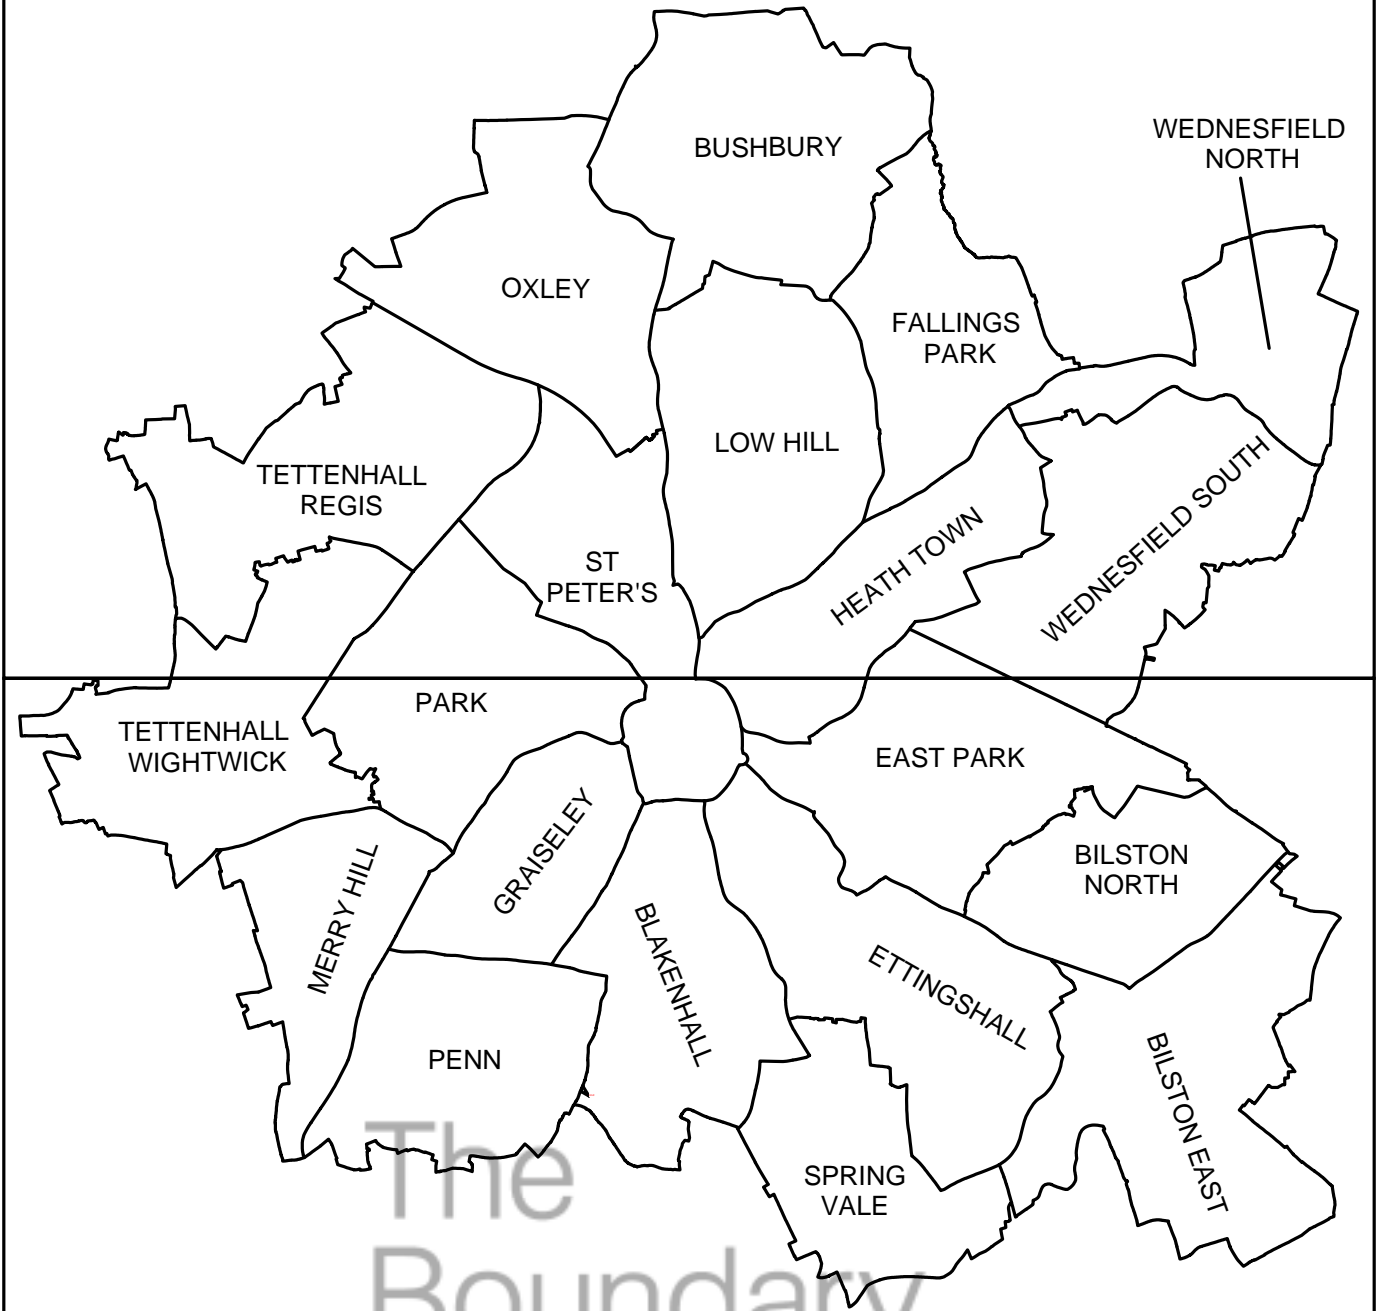 BUSHBURY
WEDNESFIELD
NORTH
OXLEY
FALLINGS
PARK
LOW HILL
TETTENHALL
REGIS
WEDNESFIELD SOUTH
HEATH TOWN
ST
PETER'S
PARK
TETTENHALL
WIGHTWICK
EAST PARK
GRAISELEY
BILSTON
NORTH
MERRY HILL
BLAKENHALL
ETTINGSHALL
PENN
BILSTON EAST
SPRING
VALE
The
Boundary